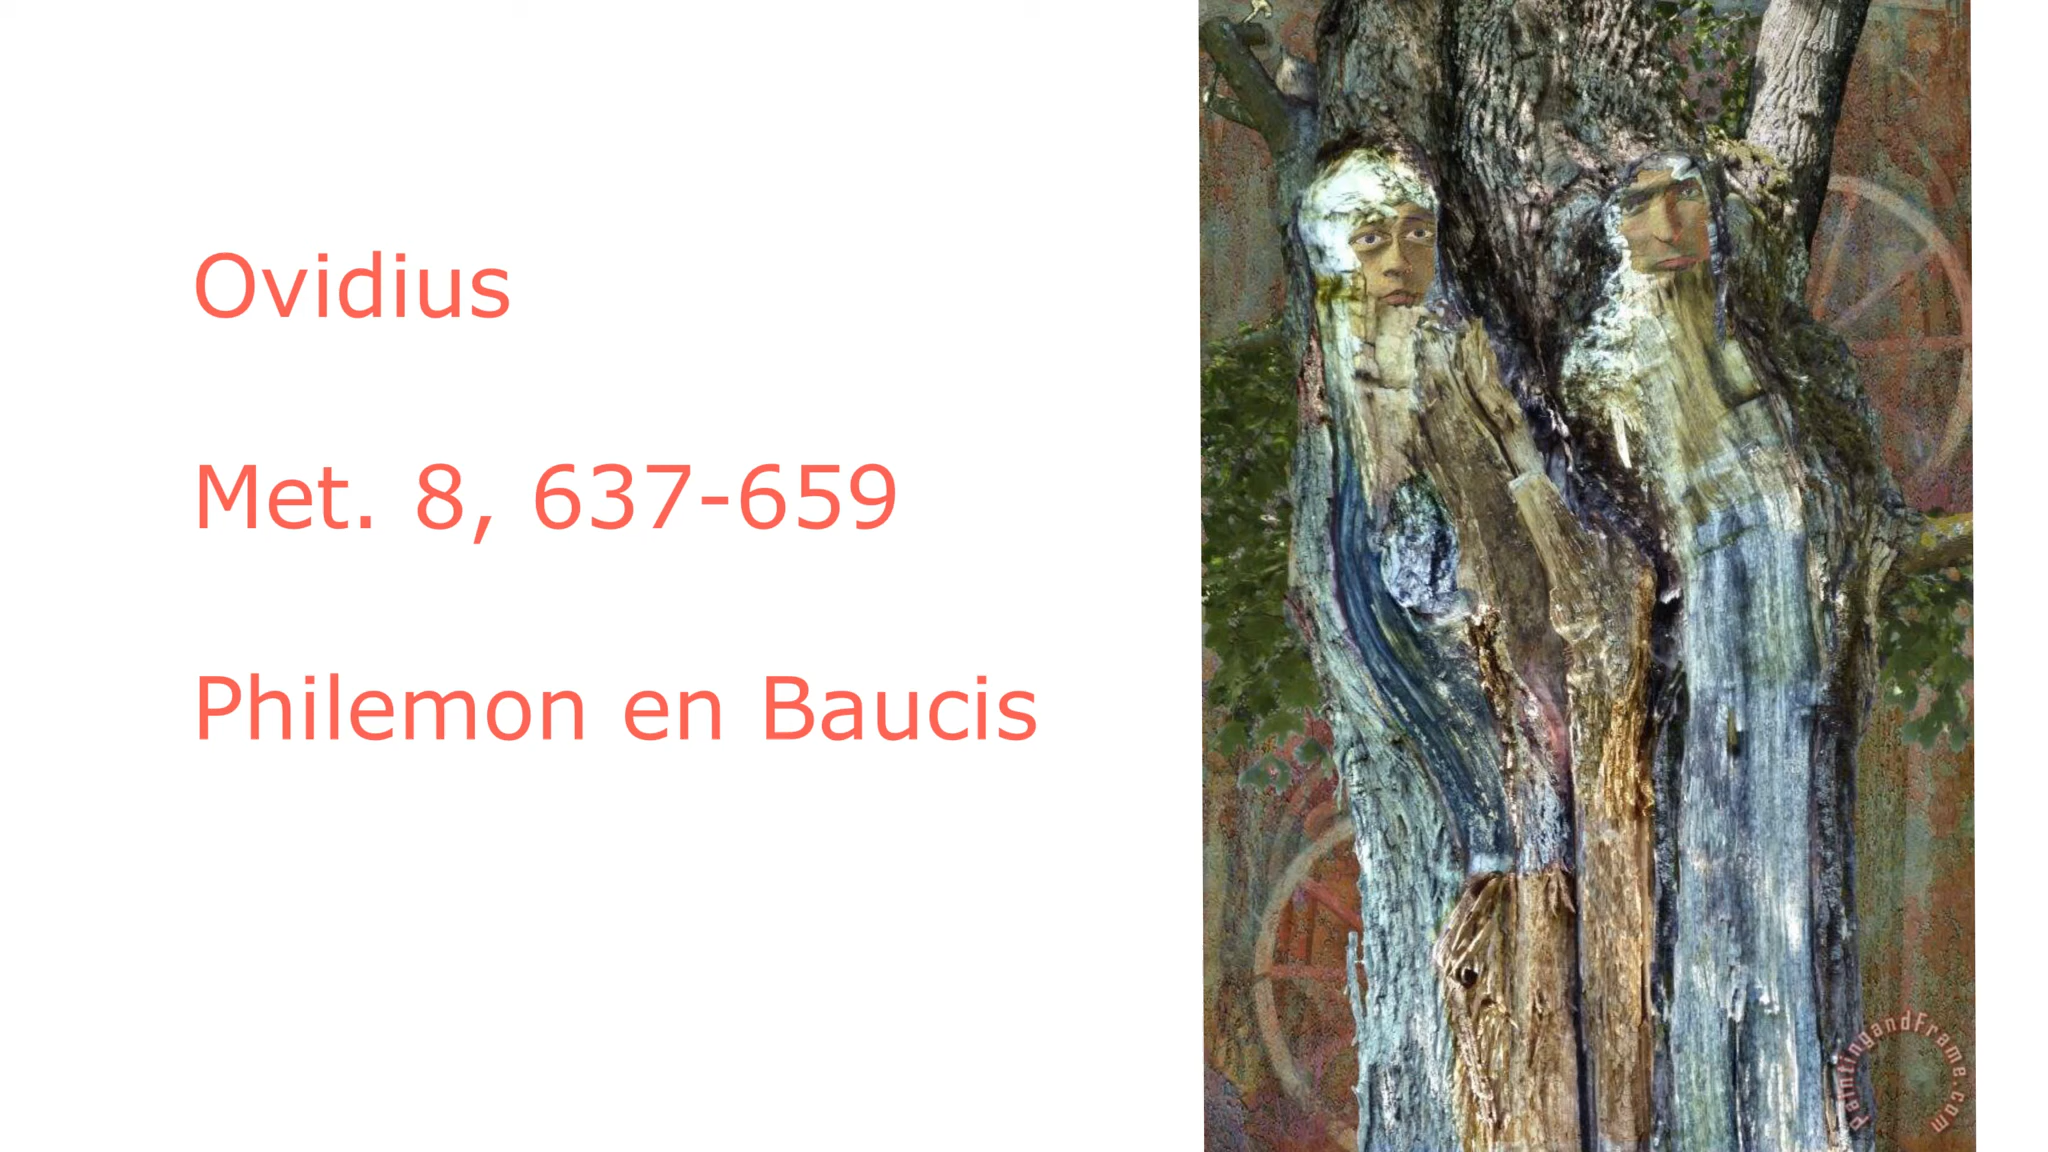 Ovidius
Met. 8, 637-659
Philemon en Baucis
PaintingandFrame.com